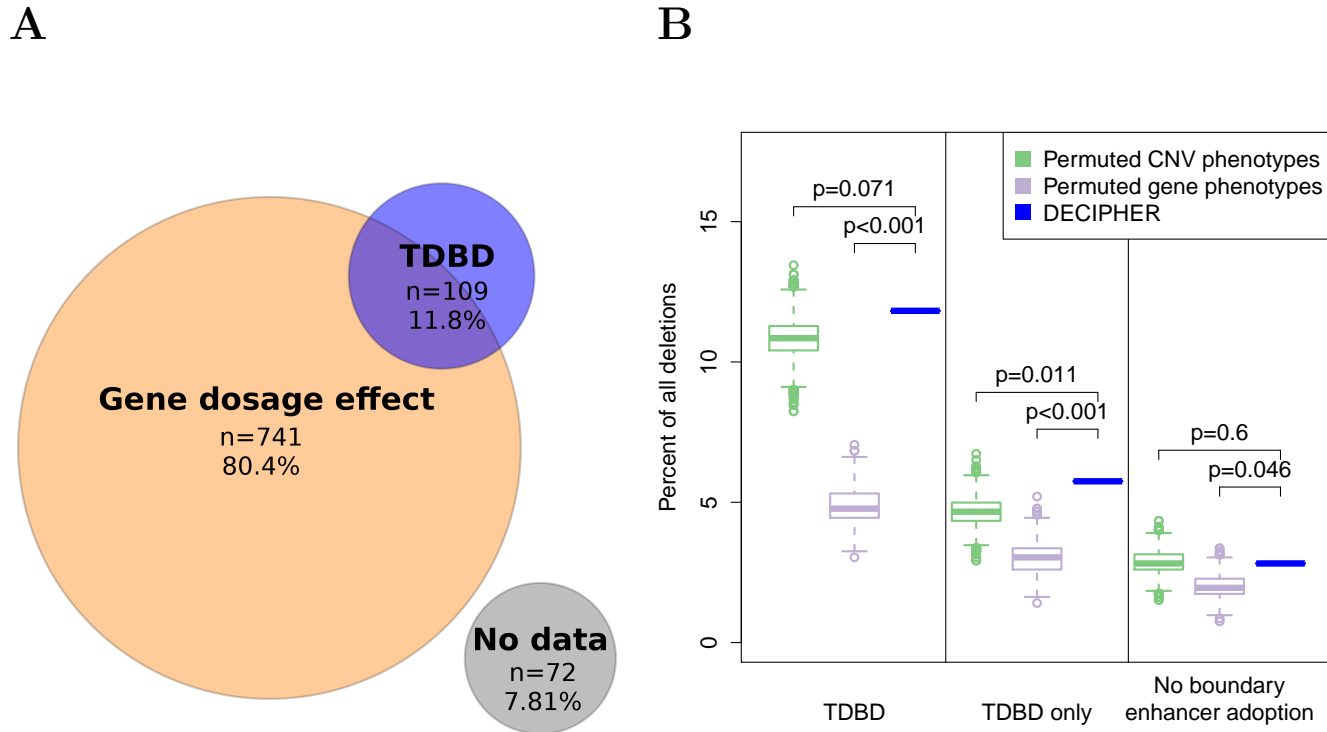 A
TDBD
n=109
11.8%
Gene dosage effect
n=741
80.4%
No data
n=72
7.81%
B
Permuted CNV phenotypes
Permuted gene phenotypes
DECIPHER
Percent of all deletions
15
10
5
0
p=0.071
p<0.001
p=0.011
p<0.001
p=0.6
p=0.046
TDBD
TDBD only
No boundary
enhancer adoption